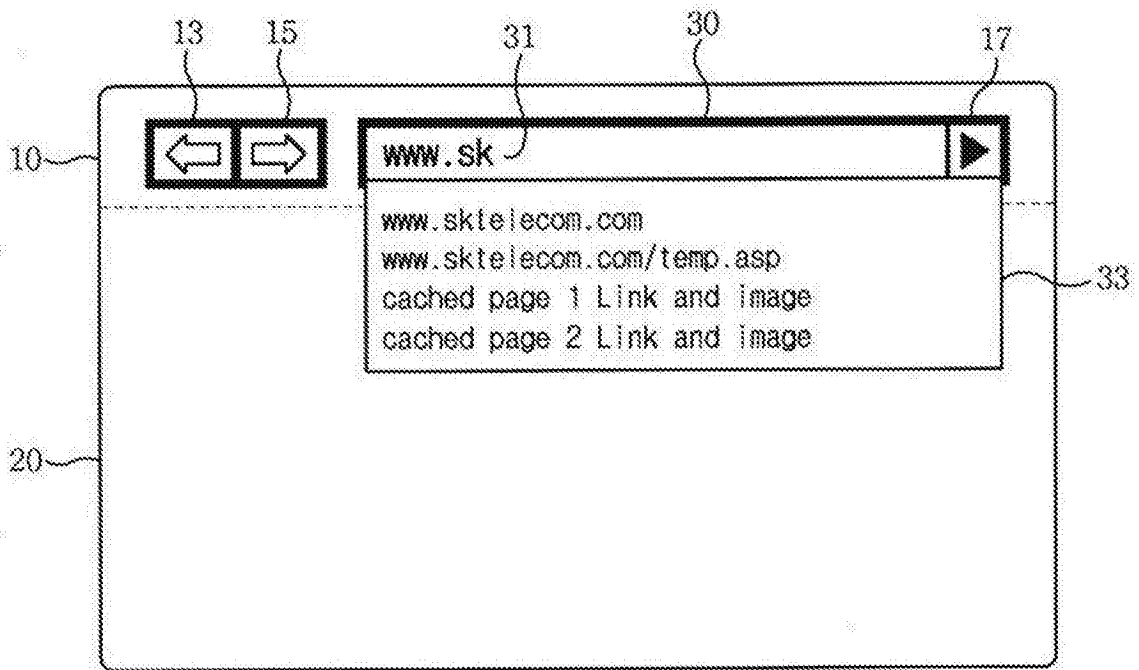 13 15 31 30 17
10
www.sk
www.sktelecom.com
www.sktelecom.com/temp.asp
33
cached page 1 Link and image
cached page 2 Link and image
20